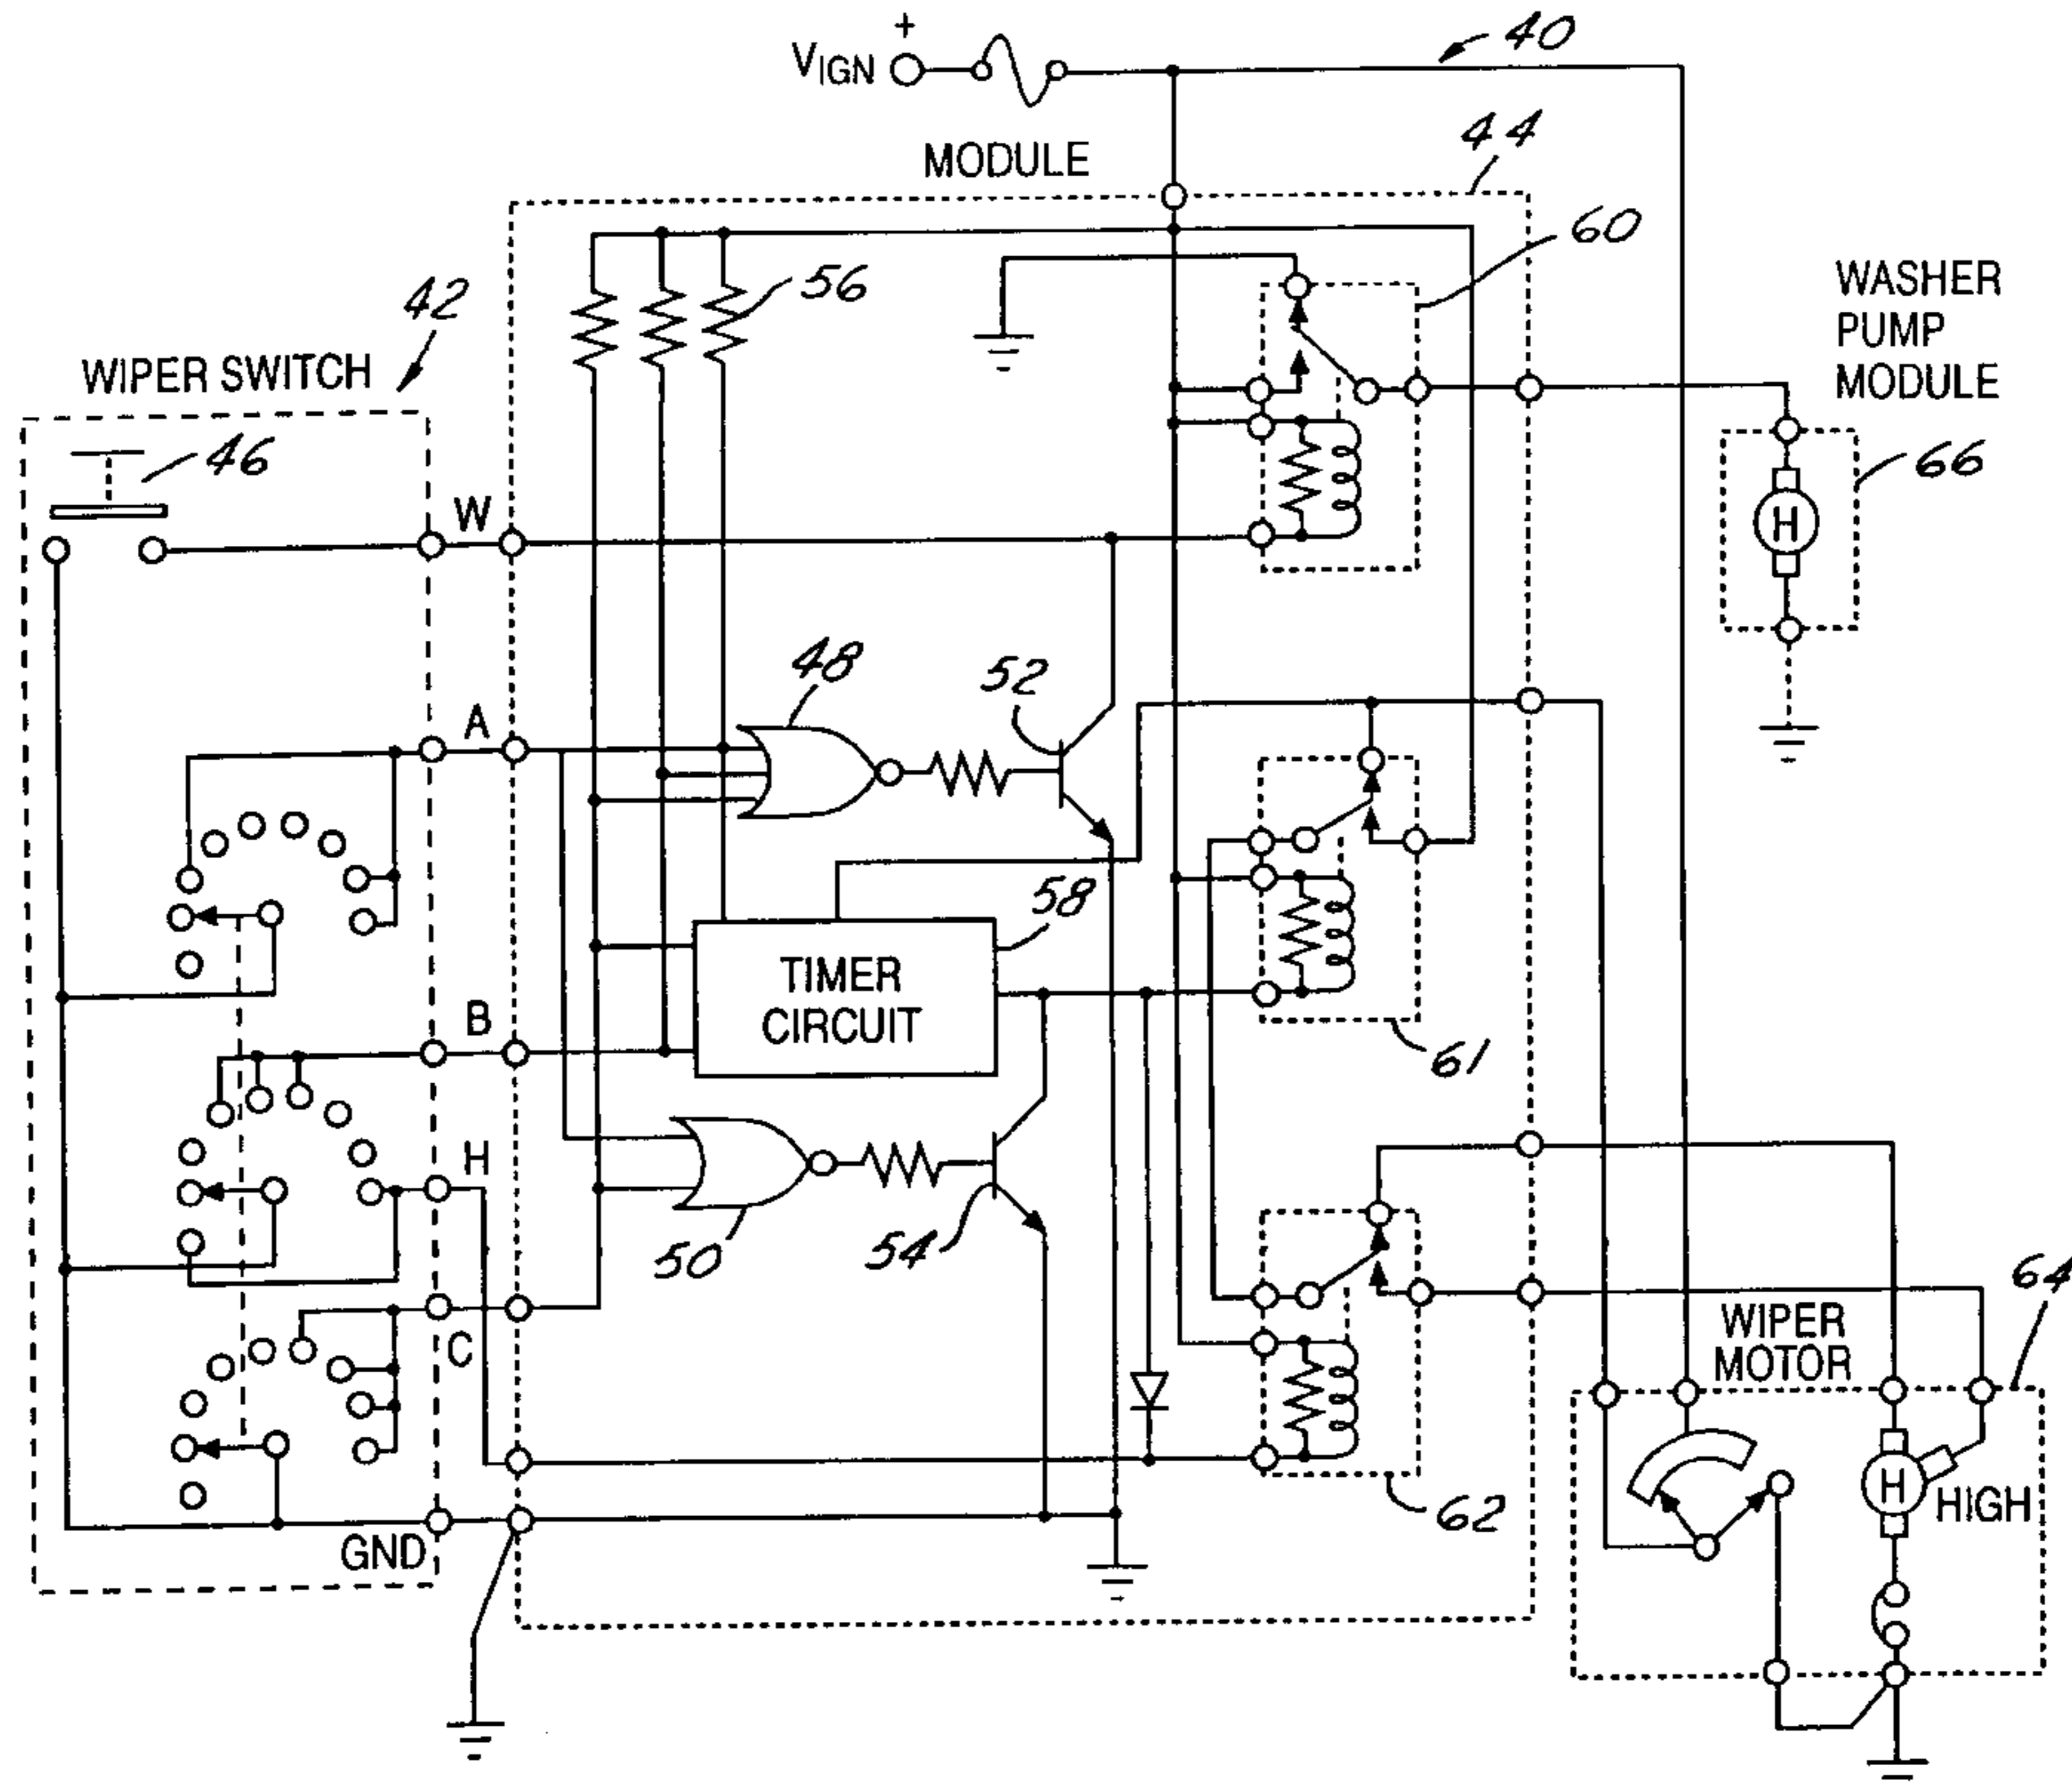 +
VIGN
40
MODULE
44
60
WASHER
PUMP
MODULE
56
42
WIPER SWITCH
46
66
W
H
48
52
A
58
TIMER
CIRCUIT
B
61
H
50
54
64
C
WIPER
MOTOR
H
HIGH
62
GND